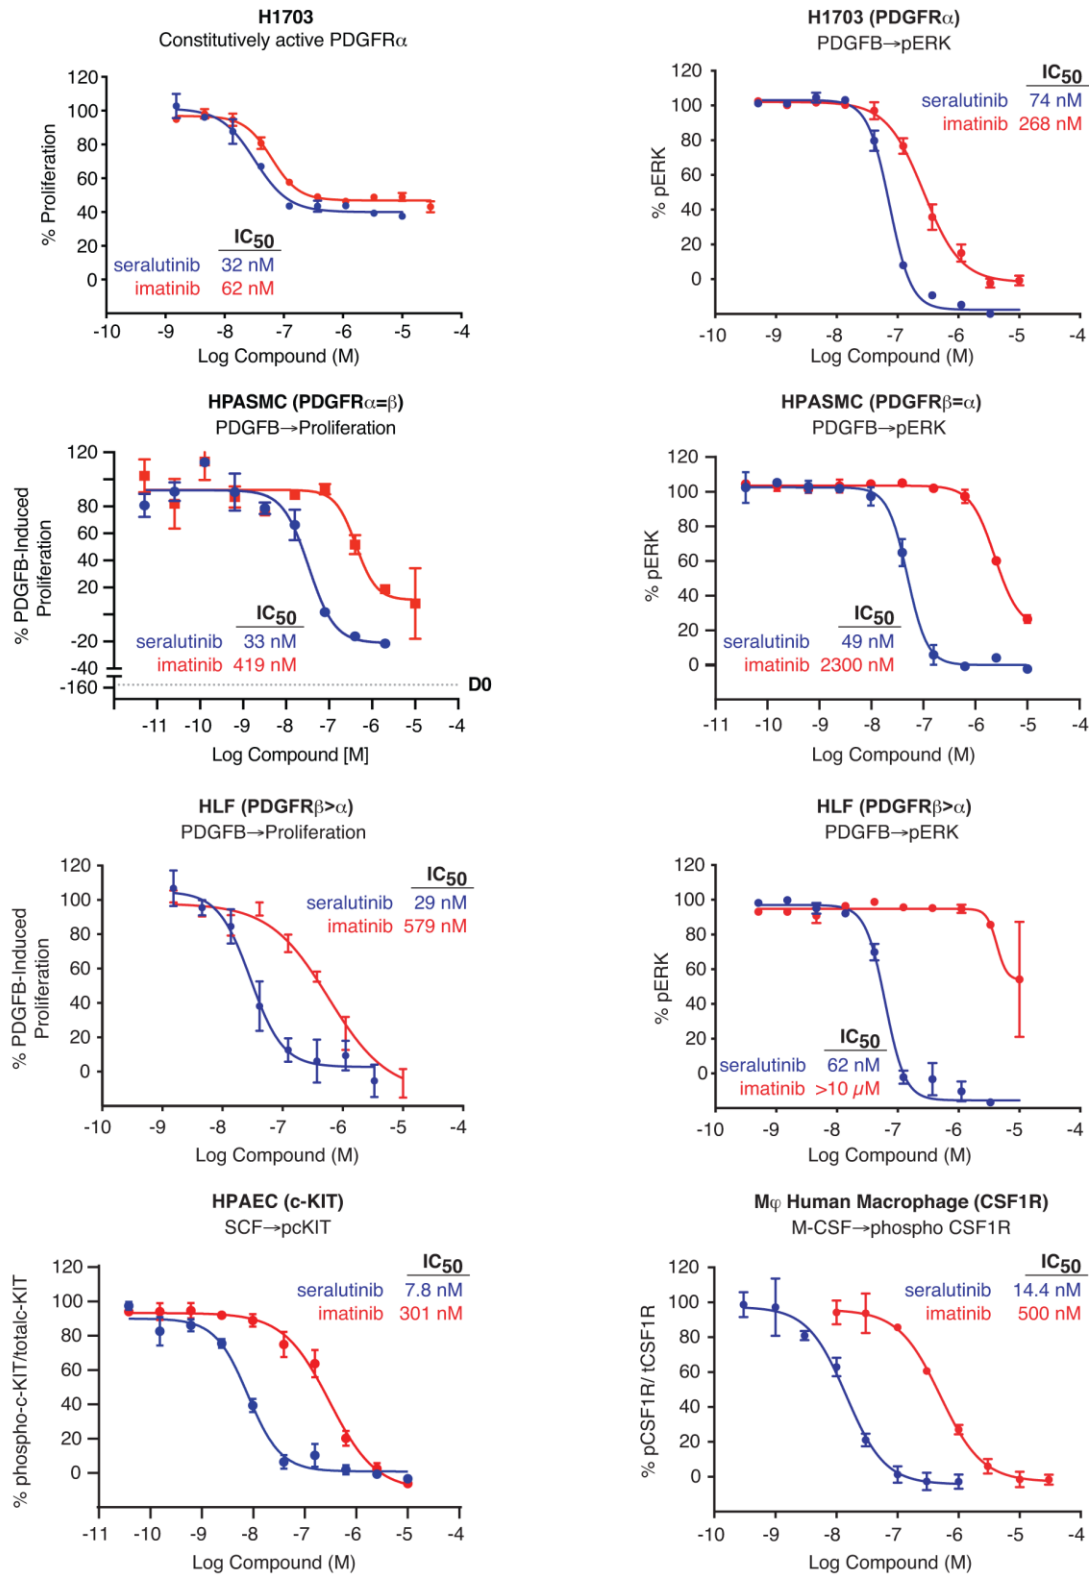 H1703
Constitutively active PDGFRα
% Proliferation
120
100
80
60
40
20
0
IC50
seralutinib 32 nM
imatinib 62 nM
-10 -9 -8 -7 -6 -5 -4
Log Compound (M)
H1703 (PDGFRα)
PDGFB→pERK
% pERK
120
100
80
60
40
20
0
IC50
seralutinib 74 nM
imatinib 268 nM
-10 -9 -8 -7 -6 -5 -4
Log Compound (M)
HPASMC (PDGFRα=β)
PDGFB→Proliferation
% PDGFB-Induced
Proliferation
120
80
60
40
20
-20
-40
-160
IC50
seralutinib 33 nM
imatinib 419 nM
D0
-11 -10 -9 -8 -7 -6 -5 -4
Log Compound [M]
HPASMC (PDGFRβ=α)
PDGFB→pERK
% pERK
120
100
80
60
40
20
0
IC50
seralutinib 49 nM
imatinib 2300 nM
-11 -10 -9 -8 -7 -6 -5 -4
Log Compound (M)
HLF (PDGFRβ>α)
PDGFB→Proliferation
% PDGFB-Induced
Proliferation
120
100
80
60
40
20
0
IC50
seralutinib 29 nM
imatinib 579 nM
-10 -9 -8 -7 -6 -5 -4
Log Compound (M)
HLF (PDGFRβ>α)
PDGFB→pERK
% pERK
120
100
80
60
40
20
0
IC50
seralutinib 62 nM
imatinib >10 µM
-10 -9 -8 -7 -6 -5 -4
Log Compound (M)
HPAEC (c-KIT)
SCF→pcKIT
% phospho-c-KIT/totalc-KIT
120
100
80
60
40
20
0
IC50
seralutinib 7.8 nM
imatinib 301 nM
-11 -10 -9 -8 -7 -6 -5 -4
Log Compound (M)
Mφ Human Macrophage (CSF1R)
M-CSF→phospho CSF1R
% pCSF1R/ tCSF1R
120
100
80
60
40
20
0
IC50
seralutinib 14.4 nM
imatinib 500 nM
-10 -9 -8 -7 -6 -5 -4
Log Compound (M)